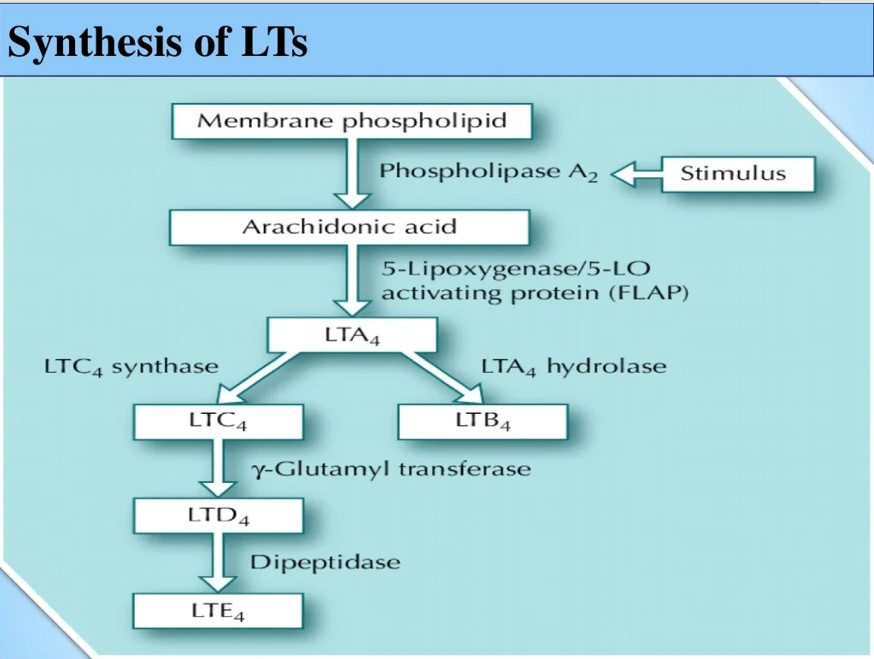 Synthesis of LTs
Membrane phospholipid
Phospholipase A₂
Stimulus
Arachidonic acid
5-Lipoxygenase/5-LO
activating protein (FLAP)
LTA₄
LTC₄ synthase
LTA₄ hydrolase
LTC₄
LTB₄
γ-Glutamyl transferase
LTD₄
Dipeptidase
LTE₄